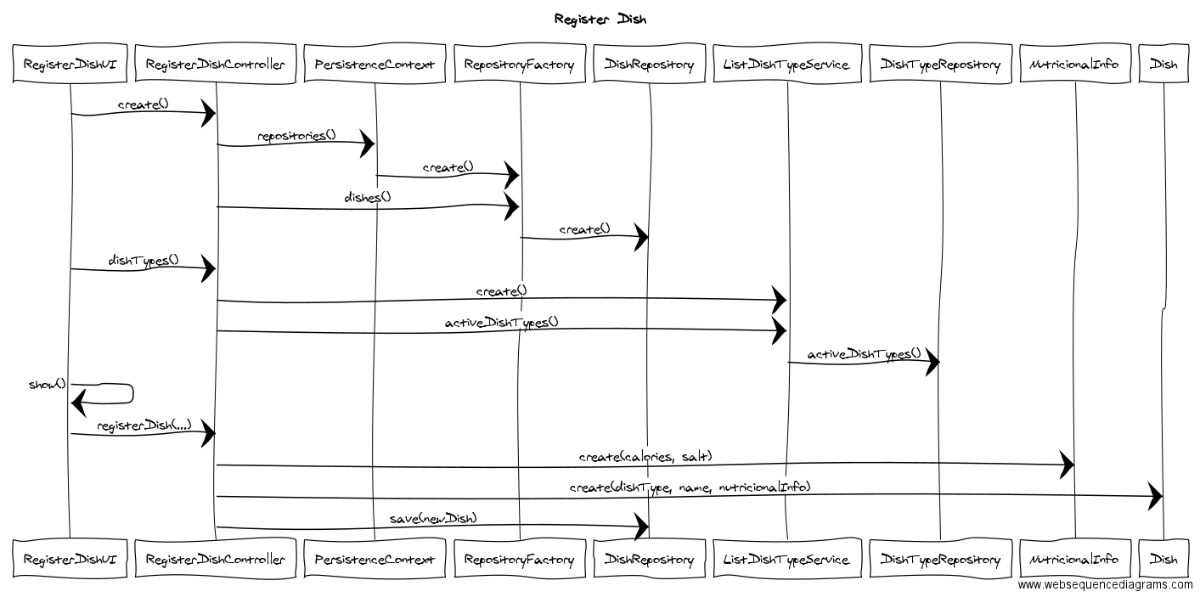 Register Dish
RegisterDishUI RegisterDishController PersistenceContext RepositoryFactory DishRepository ListDishTypeService DishTypeRepository NutricionalInfo Dish
create()
repositories()
create()
dishes()
create()
dishTypes()
create()
activeDishTypes()
activeDishTypes()
show()
registerDish(...)
create(calories, salt)
create(dishType, name, nutricionalInfo)
save(newDish)
RegisterDishUI RegisterDishController PersistenceContext RepositoryFactory DishRepository ListDishTypeService DishTypeRepository NutricionalInfo Dish
www.websequencediagrams.com